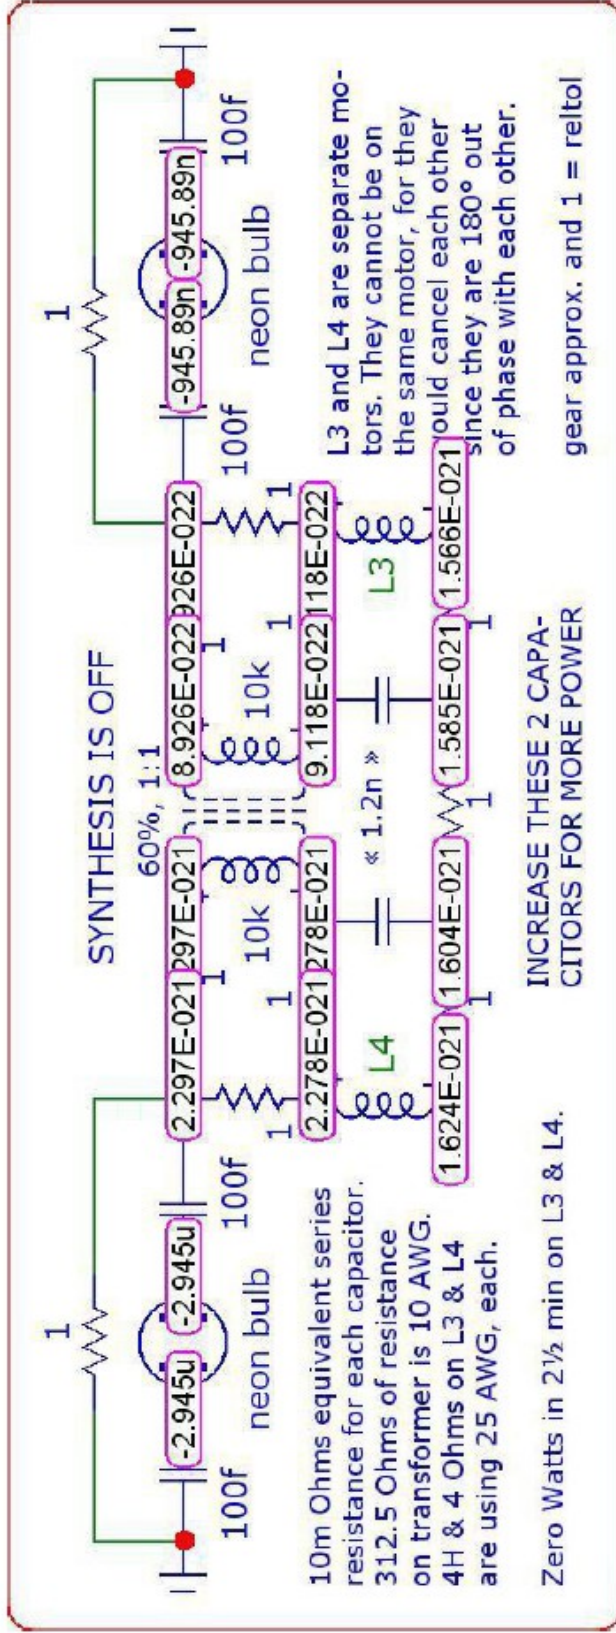 SYNTHESIS IS OFF
60%, 1:1
1
1
100f
-2.945u
-2.945u
100f
neon bulb
2.297E-021
297E-021
8.926E-022
926E-022
100f
-945.89n
-945.89n
100f
neon bulb
1
1
10k
10k
1
1
1
1
2.278E-021
278E-021
9.118E-022
118E-022
L4
« 1.2n »
L3
1.624E-021
1.604E-021
1.585E-021
1.566E-021
1
1
1
10m Ohms equivalent series
resistance for each capacitor.
312.5 Ohms of resistance
on transformer is 10 AWG.
4H & 4 Ohms on L3 & L4
are using 25 AWG, each.
Zero Watts in 2½ min on L3 & L4.
INCREASE THESE 2 CAPA-
CITORS FOR MORE POWER
L3 and L4 are separate mo-
tors. They cannot be on
the same motor, for they
ould cancel each other
since they are 180° out
of phase with each other.
gear approx. and 1 = reltol